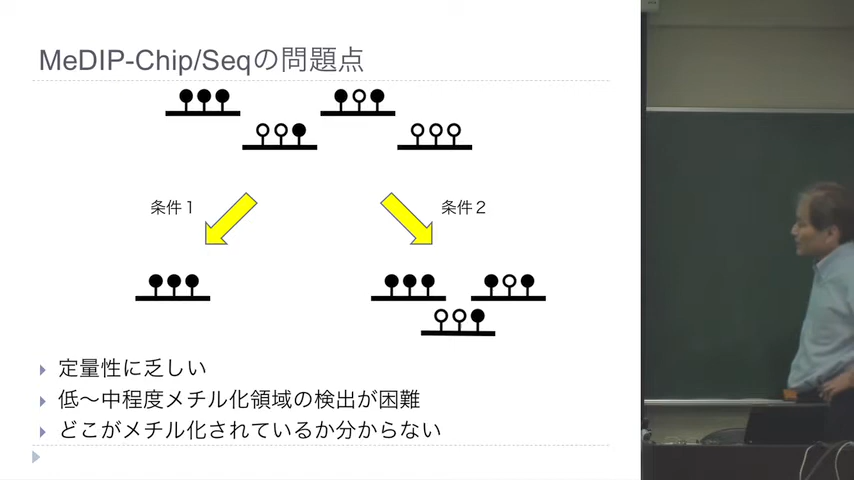 MeDIP-Chip/Seqの問題点
条件１
条件２
定量性に乏しい
低～中程度メチル化領域の検出が困難
どこがメチル化されているか分からない